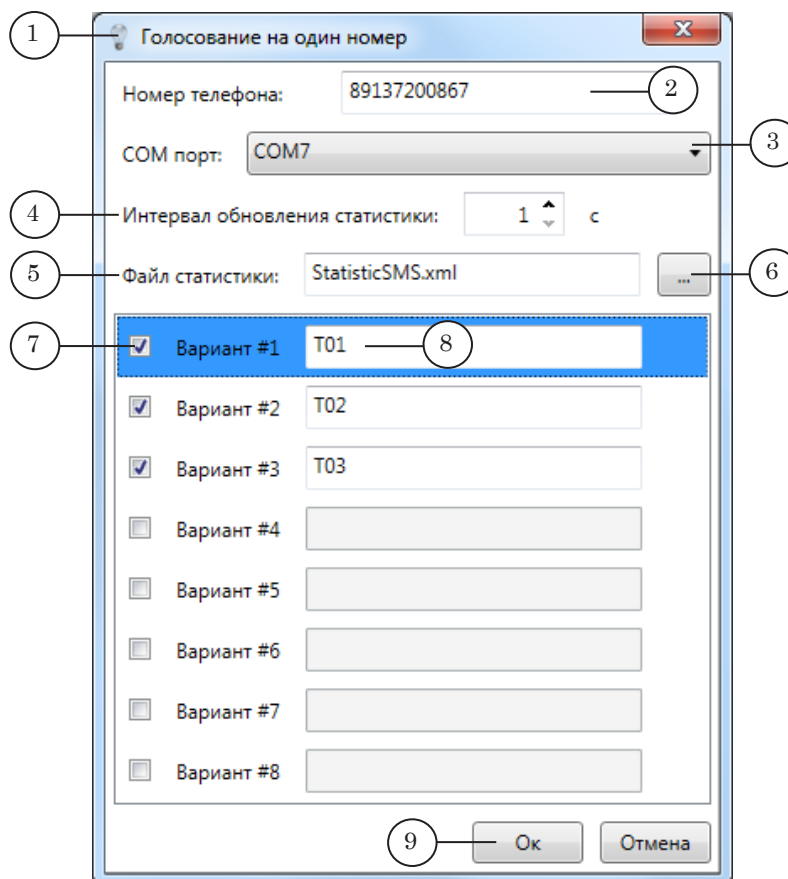 1 Голосование на один номер
Номер телефона: 89137200867 2
COM порт: COM7 3
4 Интервал обновления статистики: 1 с
5 Файл статистики: StatisticSMS.xml ... 6
7 Вариант #1 T01 8
Вариант #2 T02
Вариант #3 T03
Вариант #4
Вариант #5
Вариант #6
Вариант #7
Вариант #8
9 Ок Отмена